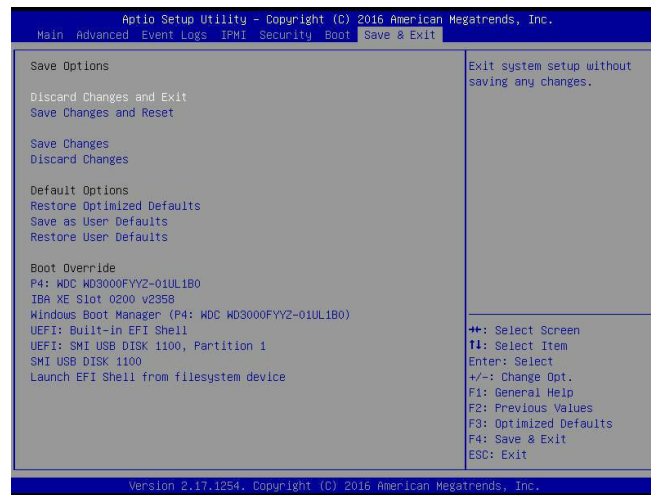 Aptio Setup Utility – Copyright (C) 2016 American Megatrends, Inc.
Main Advanced Event Logs IPMI Security Boot Save & Exit
Save Options
Discard Changes and Exit
Save Changes and Reset
Save Changes
Discard Changes
Default Options
Restore Optimized Defaults
Save as User Defaults
Restore User Defaults
Boot Override
P4: WDC WD3000FYYZ-01UL1B0
IBA XE Slot 0200 v2358
Windows Boot Manager (P4: WDC WD3000FYYZ-01UL1B0)
UEFI: Built-in EFI Shell
UEFI: SMI USB DISK 1100, Partition 1
SMI USB DISK 1100
Launch EFI Shell from filesystem device
Exit system setup without
saving any changes.
→←: Select Screen
↑↓: Select Item
Enter: Select
+/-: Change Opt.
F1: General Help
F2: Previous Values
F3: Optimized Defaults
F4: Save & Exit
ESC: Exit
Version 2.17.1254. Copyright (C) 2016 American Megatrends, Inc.